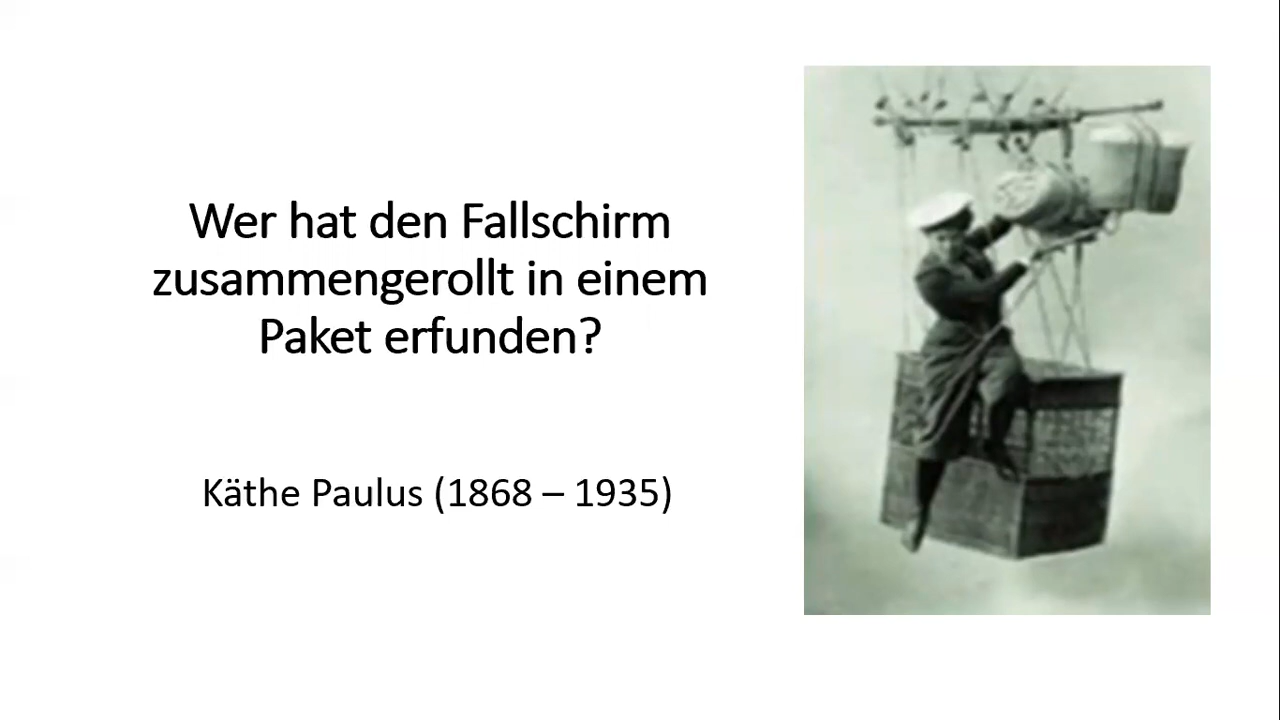 Wer hat den Fallschirm
zusammengerollt in einem
Paket erfunden?
Käthe Paulus (1868 – 1935)